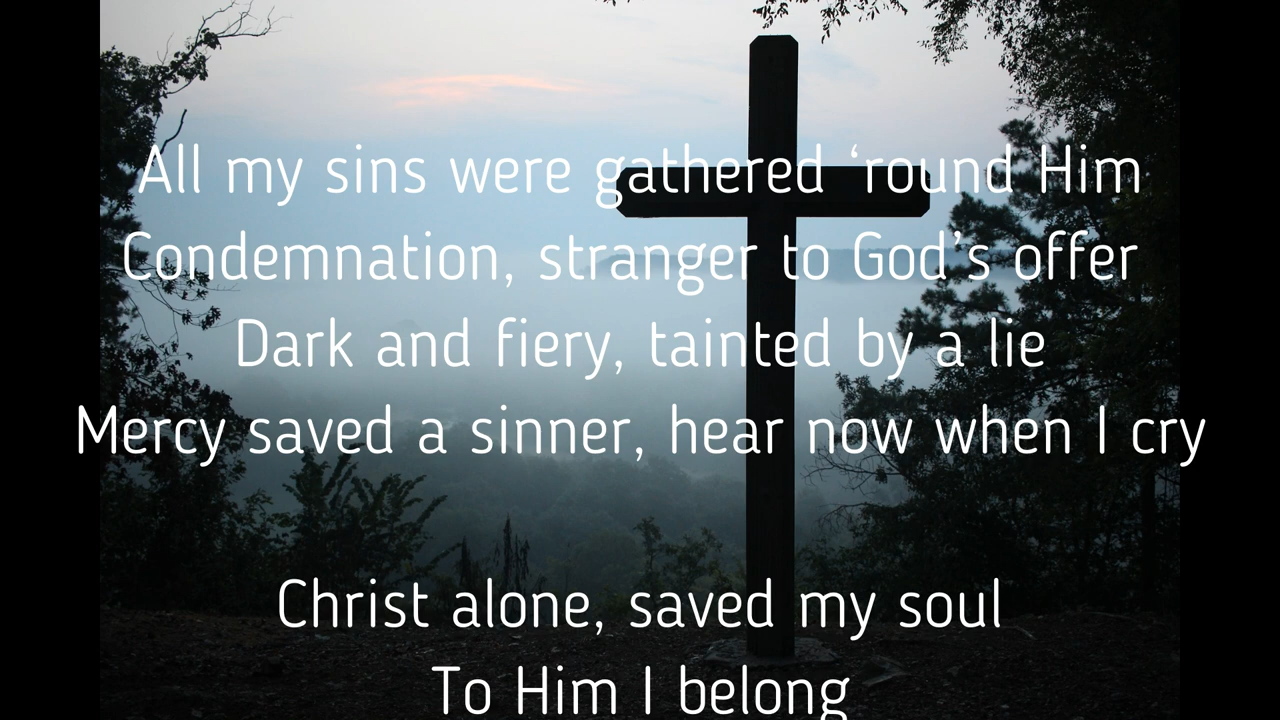 All my sins were gathered ‘round Him
Condemnation, stranger to God’s offer
Dark and fiery, tainted by a lie
Mercy saved a sinner, hear now when I cry
Christ alone, saved my soul
To Him I belong